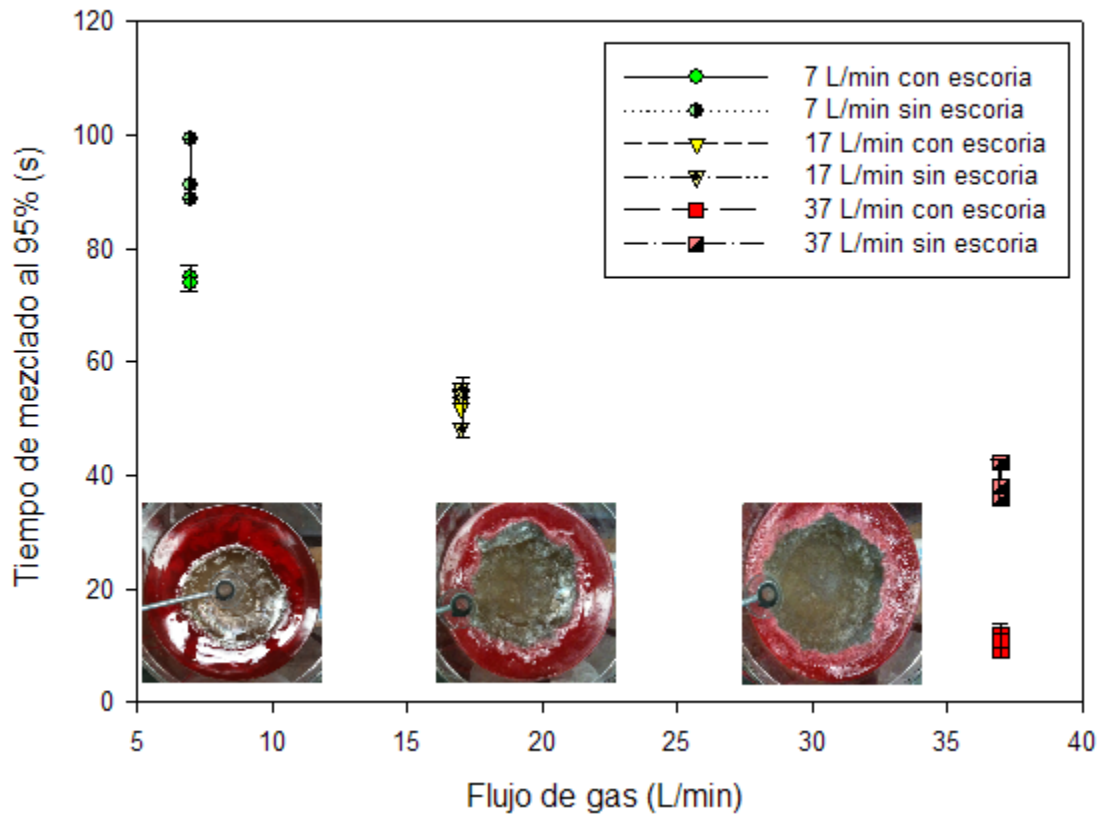 120
100
80
60
40
20
0
Tiempo de mezclado al 95% (s)
7 L/min con escoria
7 L/min sin escoria
17 L/min con escoria
17 L/min sin escoria
37 L/min con escoria
37 L/min sin escoria
5 10 15 20 25 30 35 40
Flujo de gas (L/min)